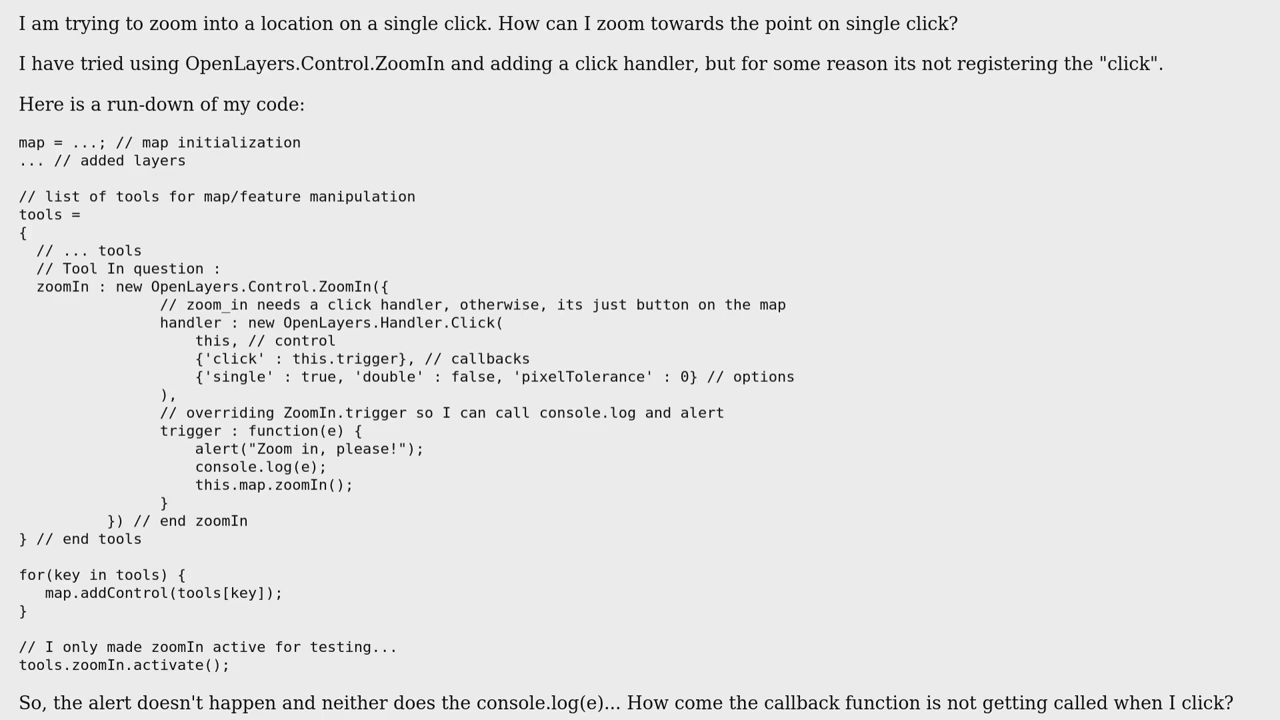 I am trying to zoom into a location on a single click. How can I zoom towards the point on single click?
I have tried using OpenLayers.Control.ZoomIn and adding a click handler, but for some reason its not registering the "click".
Here is a run-down of my code:
map = ...; // map initialization
... // added layers
// list of tools for map/feature manipulation
tools =
{
  // ... tools
  // Tool In question :
  zoomIn : new OpenLayers.Control.ZoomIn({
                // zoom_in needs a click handler, otherwise, its just button on the map
                handler : new OpenLayers.Handler.Click(
                    this, // control
                    {'click' : this.trigger}, // callbacks
                    {'single' : true, 'double' : false, 'pixelTolerance' : 0} // options
                ),
                // overriding ZoomIn.trigger so I can call console.log and alert
                trigger : function(e) {
                    alert("Zoom in, please!");
                    console.log(e);
                    this.map.zoomIn();
                }
          }) // end zoomIn
} // end tools
for(key in tools) {
   map.addControl(tools[key]);
}
// I only made zoomIn active for testing...
tools.zoomIn.activate();
So, the alert doesn't happen and neither does the console.log(e)... How come the callback function is not getting called when I click?